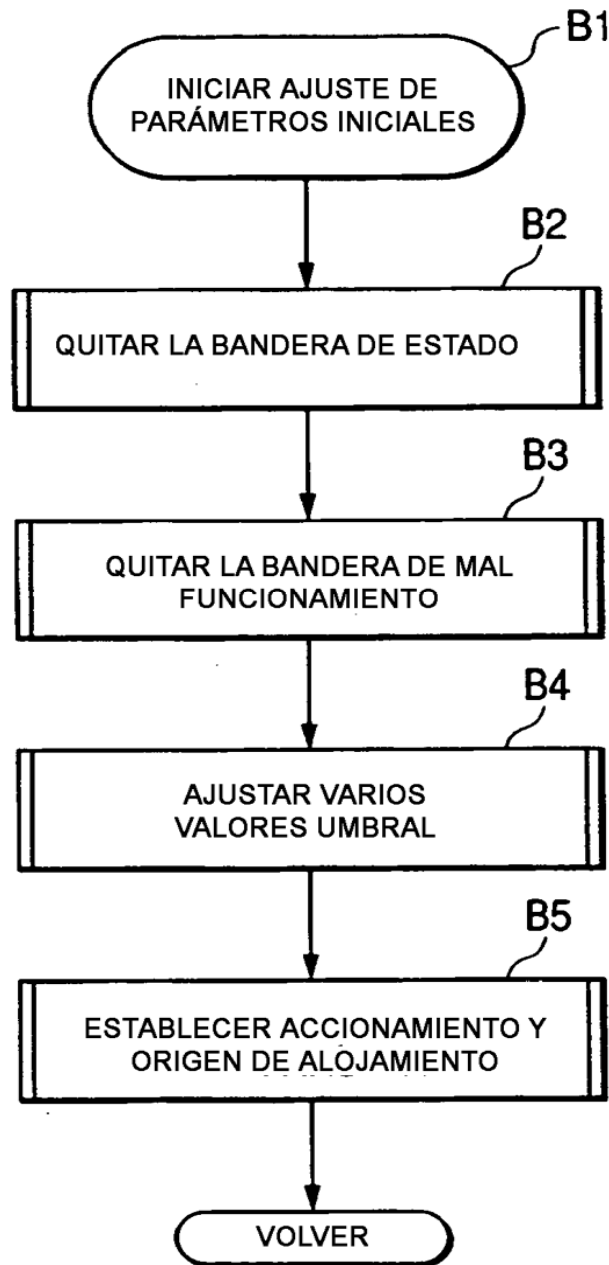 B1
INICIAR AJUSTE DE
PARÁMETROS INICIALES
B2
QUITAR LA BANDERA DE ESTADO
B3
QUITAR LA BANDERA DE MAL
FUNCIONAMIENTO
B4
AJUSTAR VARIOS
VALORES UMBRAL
B5
ESTABLECER ACCIONAMIENTO Y
ORIGEN DE ALOJAMIENTO
VOLVER